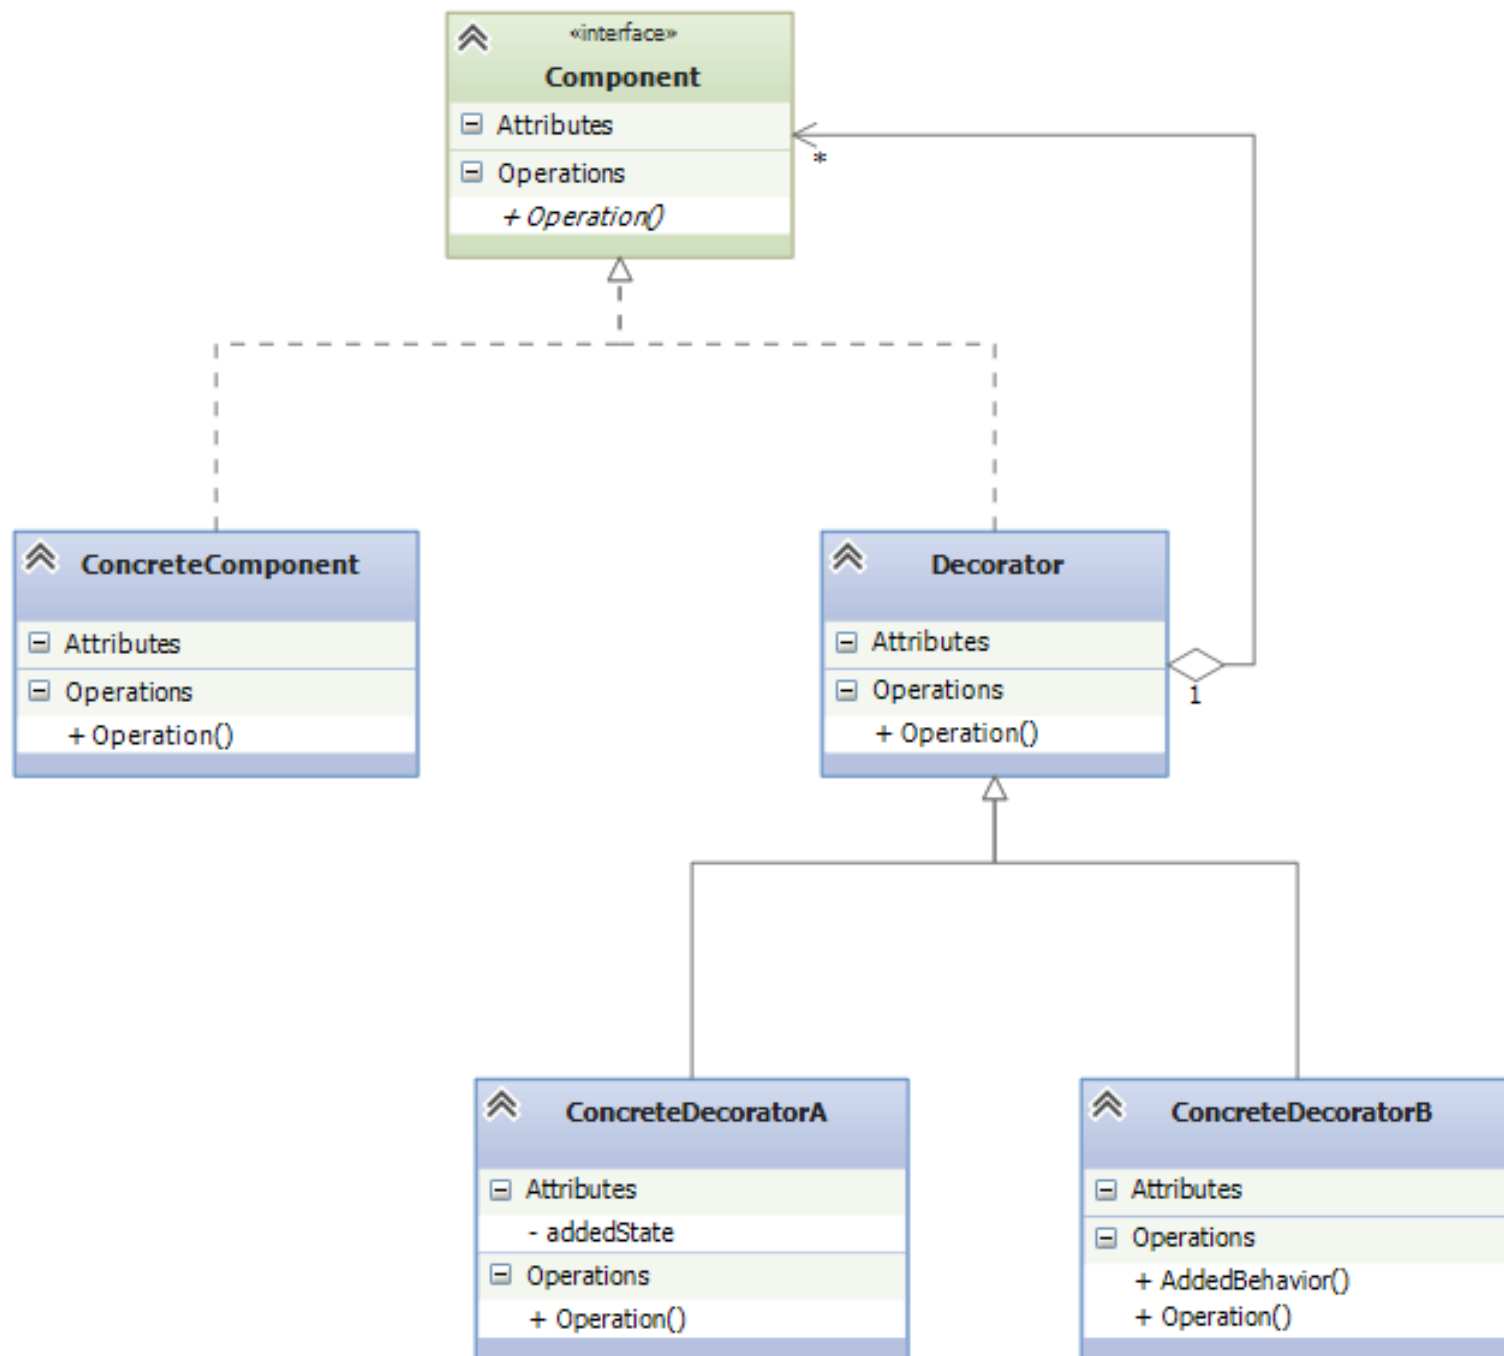 «interface»
Component
Attributes
Operations
+ Operation()
*
ConcreteComponent
Attributes
Operations
+ Operation()
Decorator
Attributes
Operations
+ Operation()
1
ConcreteDecoratorA
Attributes
- addedState
Operations
+ Operation()
ConcreteDecoratorB
Attributes
Operations
+ AddedBehavior()
+ Operation()